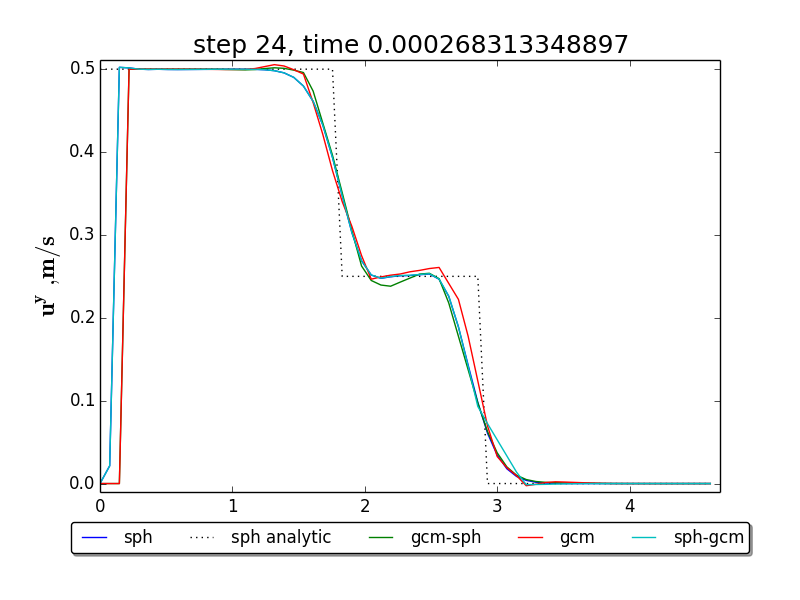 step 24, time 0.000268313348897
0.5
0.4
0.3
0.2
0.1
0.0
u^y ,m/s
0 1 2 3 4
sph sph analytic gcm-sph gcm sph-gcm